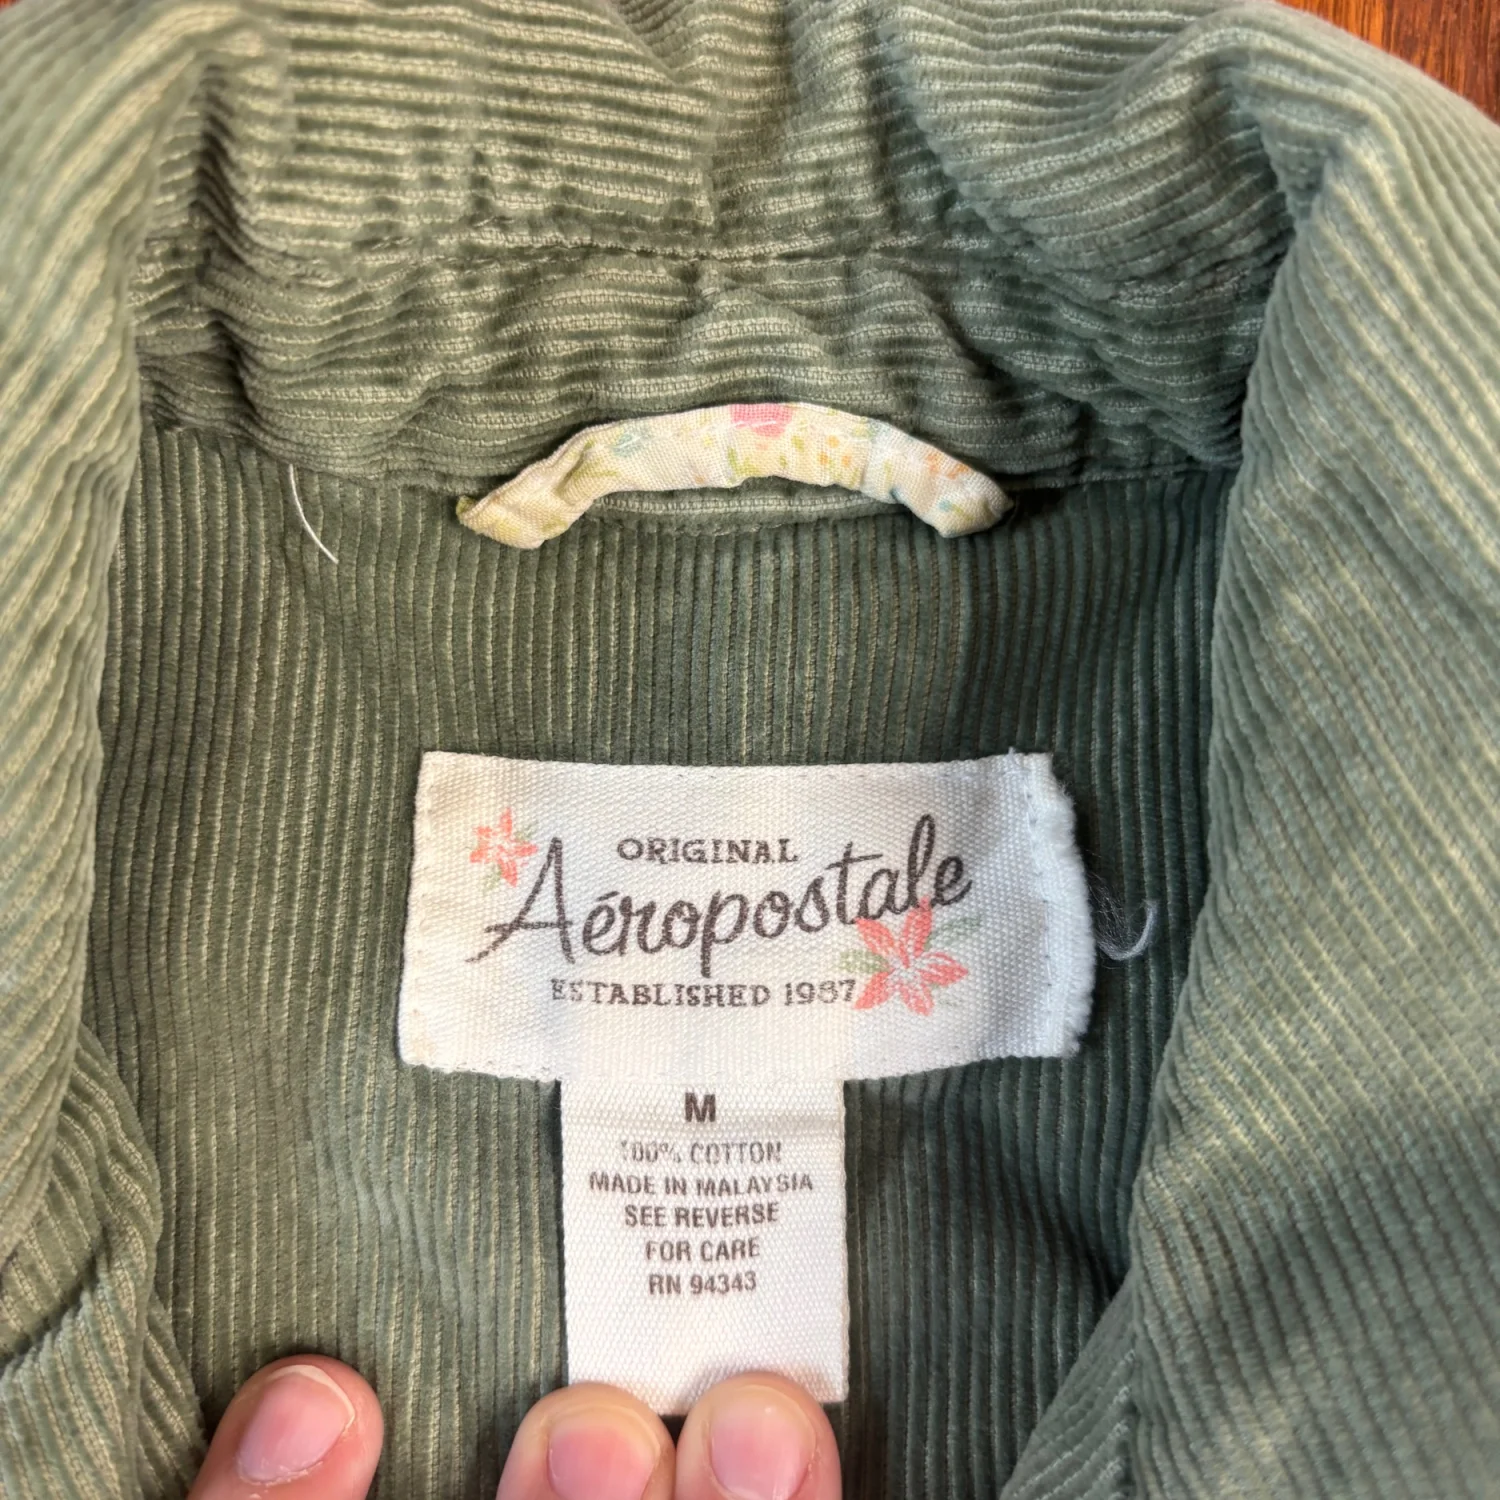 ORIGINAL
Aéropostale
ESTABLISHED 1987
M
100% COTTON
MADE IN MALAYSIA
SEE REVERSE
FOR CARE
RN 94343